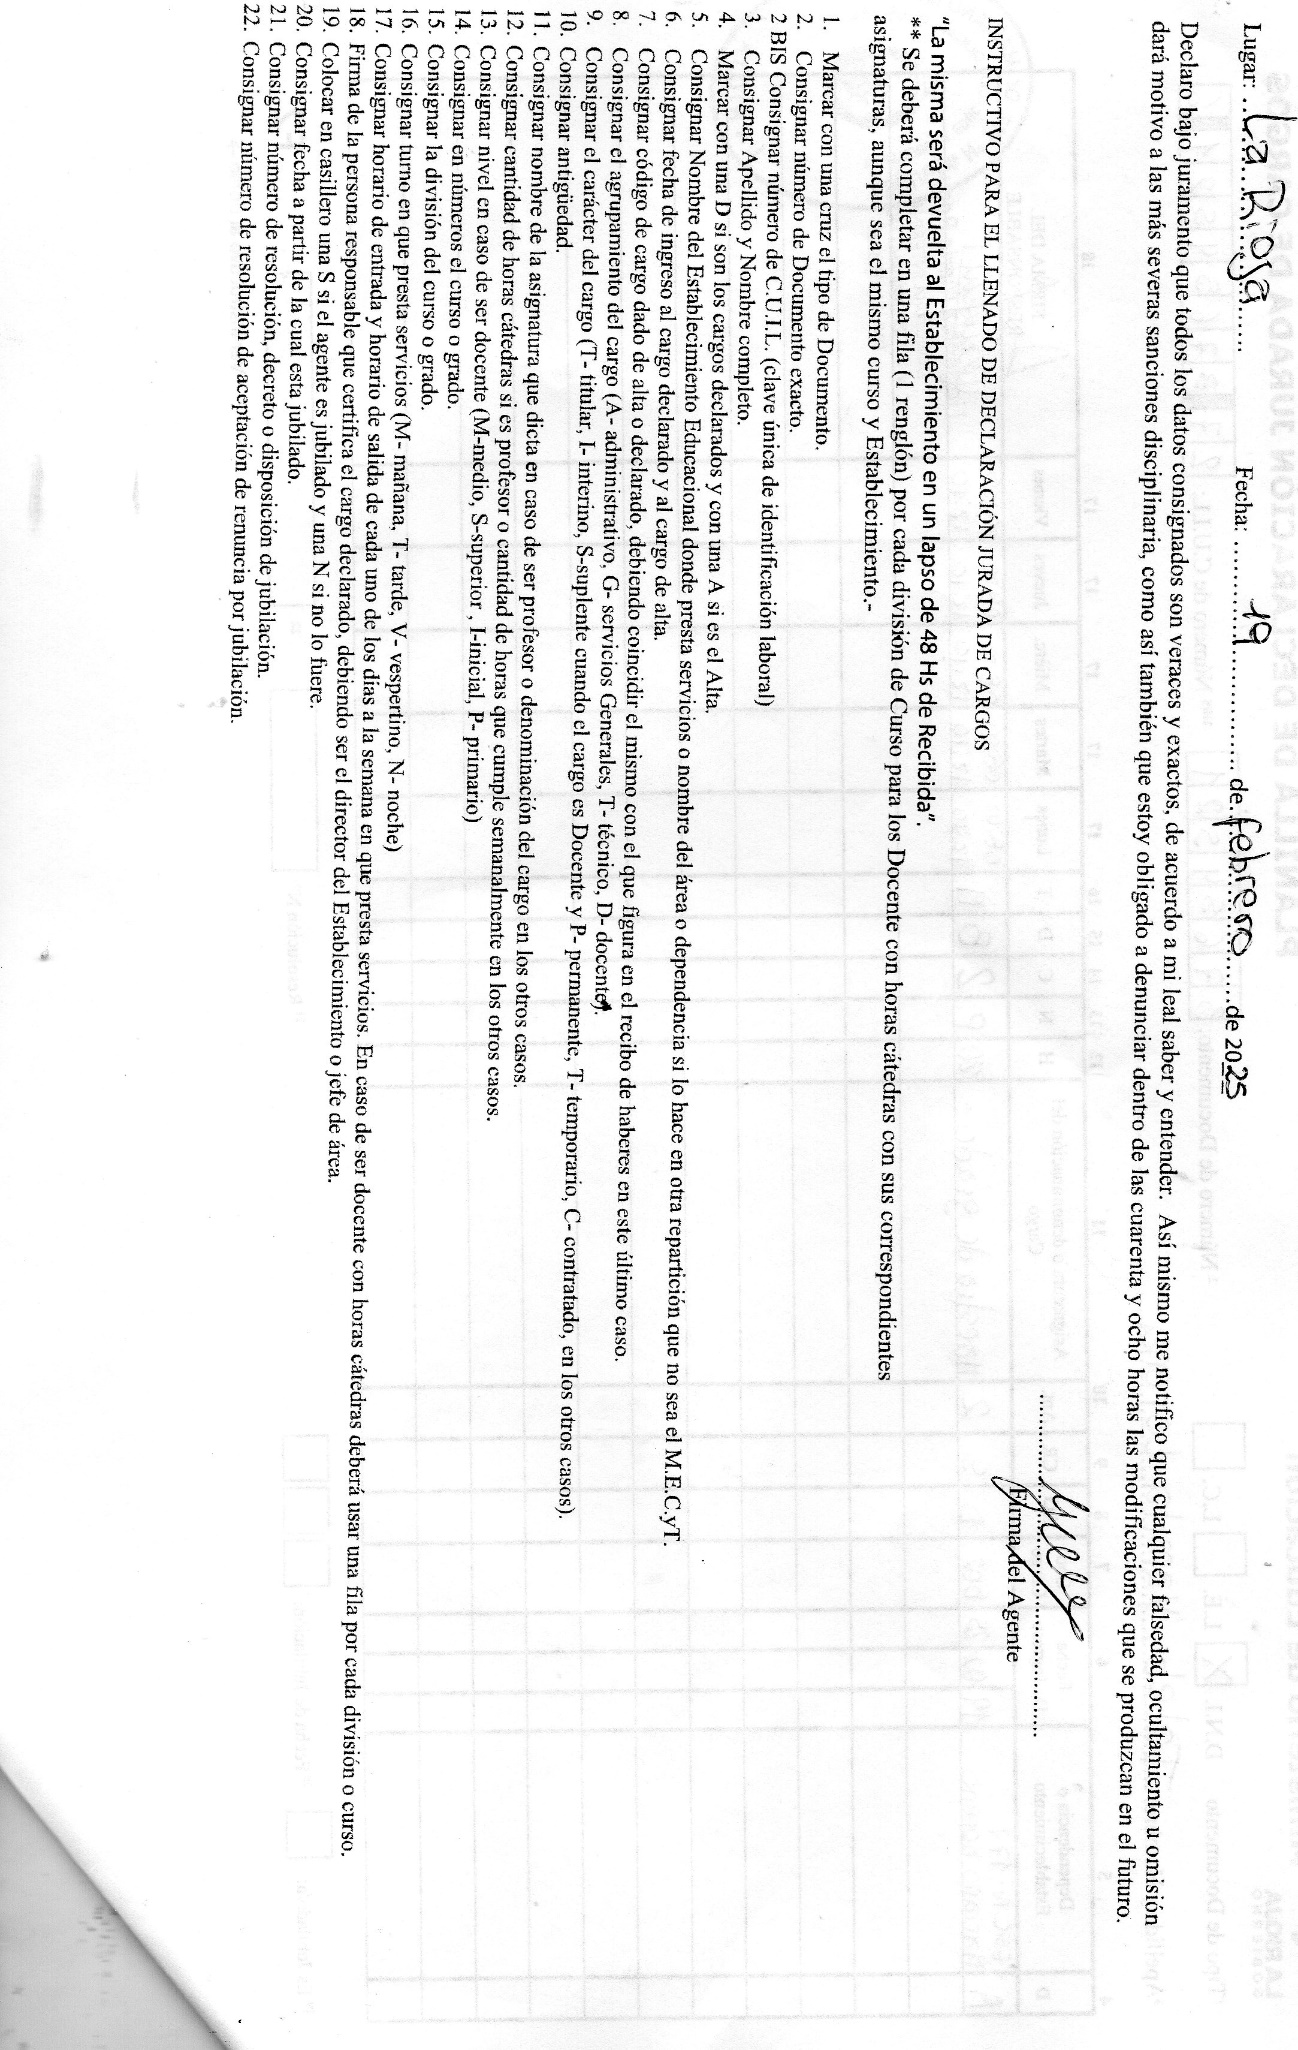 Lugar: ...La Rioja...... Fecha: ............19................ de..febrero......de 2025
Declaro bajo juramento que todos los datos consignados son veraces y exactos, de acuerdo a mi leal saber y entender. Así mismo me notifico que cualquier falsedad, ocultamiento u omisión
dará motivo a las más severas sanciones disciplinaria, como así también que estoy obligado a denunciar dentro de las cuarenta y ocho horas las modificaciones que se produzcan en el futuro.
Firma del Agente
INSTRUCTIVO PARA EL LLENADO DE DECLARACIÓN JURADA DE CARGOS
"La misma será devuelta al Establecimiento en un lapso de 48 Hs de Recibida".
** Se deberá completar en una fila (1 renglón) por cada división de Curso para los Docente con horas cátedras con sus correspondientes
asignaturas, aunque sea el mismo curso y Establecimiento.-
1. Marcar con una cruz el tipo de Documento.
2. Consignar número de Documento exacto.
2 BIS Consignar número de C.U.I.L. (clave única de identificación laboral)
3. Consignar Apellido y Nombre completo.
4. Marcar con una D si son los cargos declarados y con una A si es el Alta.
5. Consignar Nombre del Establecimiento Educacional donde presta servicios o nombre del área o dependencia si lo hace en otra repartición que no sea el M.E.C.yT.
6. Consignar fecha de ingreso al cargo declarado y al cargo de alta.
7. Consignar código de cargo dado de alta o declarado, debiendo coincidir el mismo con el que figura en el recibo de haberes en este último caso.
8. Consignar el agrupamiento del cargo (A- administrativo, G- servicios Generales, T- técnico, D- docente).
9. Consignar el carácter del cargo (T- titular, I- interino, S-suplente cuando el cargo es Docente y P- permanente, T- temporario, C- contratado, en los otros casos).
10. Consignar antigüedad.
11. Consignar nombre de la asignatura que dicta en caso de ser profesor o denominación del cargo en los otros casos.
12. Consignar cantidad de horas cátedras si es profesor o cantidad de horas que cumple semanalmente en los otros casos.
13. Consignar nivel en caso de ser docente (M-medio, S-superior , I-inicial, P- primario)
14. Consignar en números el curso o grado.
15. Consignar la división del curso o grado.
16. Consignar turno en que presta servicios (M- mañana, T- tarde, V- vespertino, N- noche)
17. Consignar horario de entrada y horario de salida de cada uno de los días a la semana en que presta servicios. En caso de ser docente con horas cátedras deberá usar una fila por cada división o curso.
18. Firma de la persona responsable que certifica el cargo declarado, debiendo ser el director del Establecimiento o jefe de área.
19. Colocar en casillero una S si el agente es jubilado y una N si no lo fuere.
20. Consignar fecha a partir de la cual esta jubilado.
21. Consignar número de resolución, decreto o disposición de jubilación.
22. Consignar número de resolución de aceptación de renuncia por jubilación.